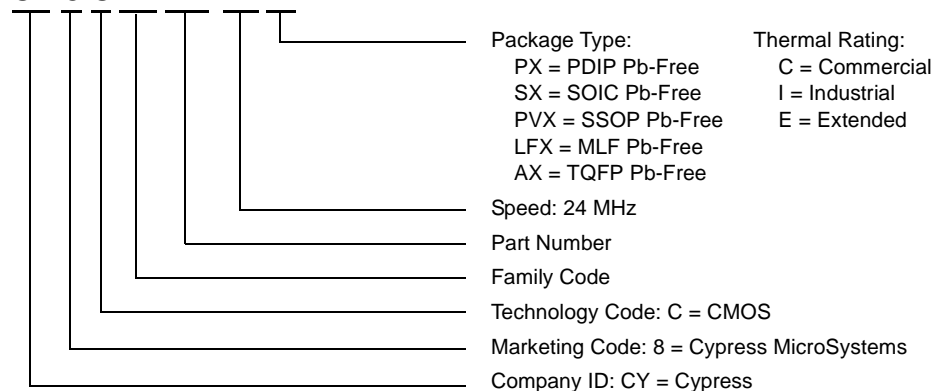 Package Type:
PX = PDIP Pb-Free
SX = SOIC Pb-Free
PVX = SSOP Pb-Free
LFX = MLF Pb-Free
AX = TQFP Pb-Free
Thermal Rating:
C = Commercial
I = Industrial
E = Extended
Speed: 24 MHz
Part Number
Family Code
Technology Code: C = CMOS
Marketing Code: 8 = Cypress MicroSystems
Company ID: CY = Cypress